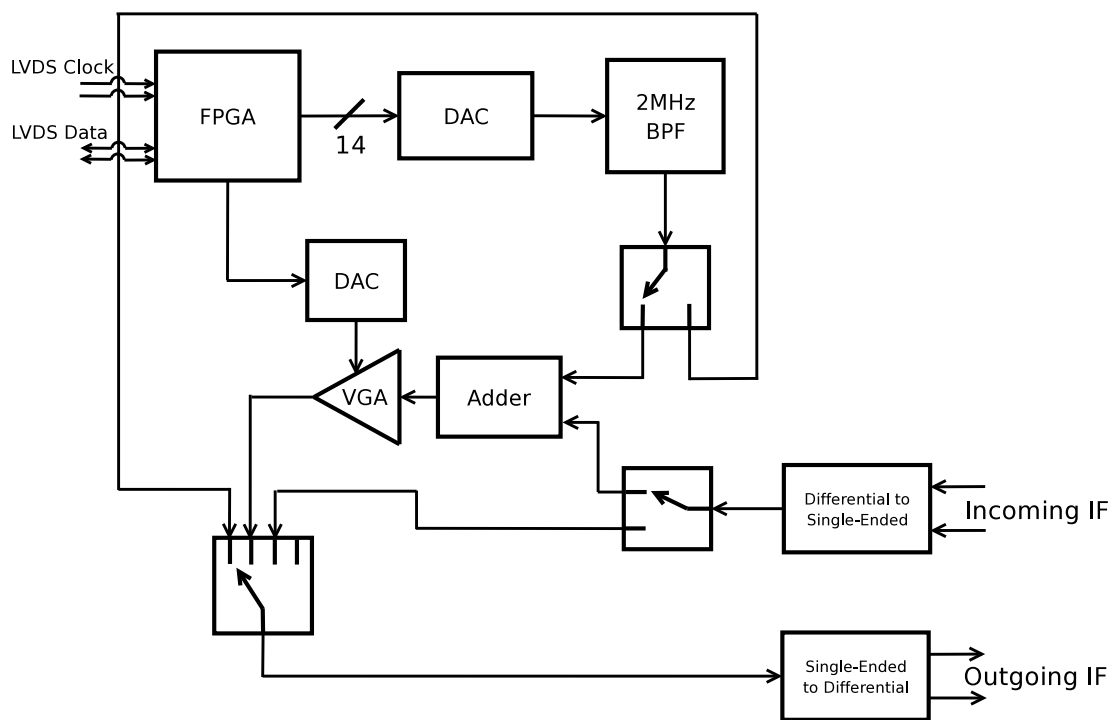 LVDS Clock
FPGA
14
DAC
2MHz
BPF
LVDS Data
DAC
VGA
Adder
Differential to
Single-Ended
Incoming IF
Single-Ended
to Differential
Outgoing IF